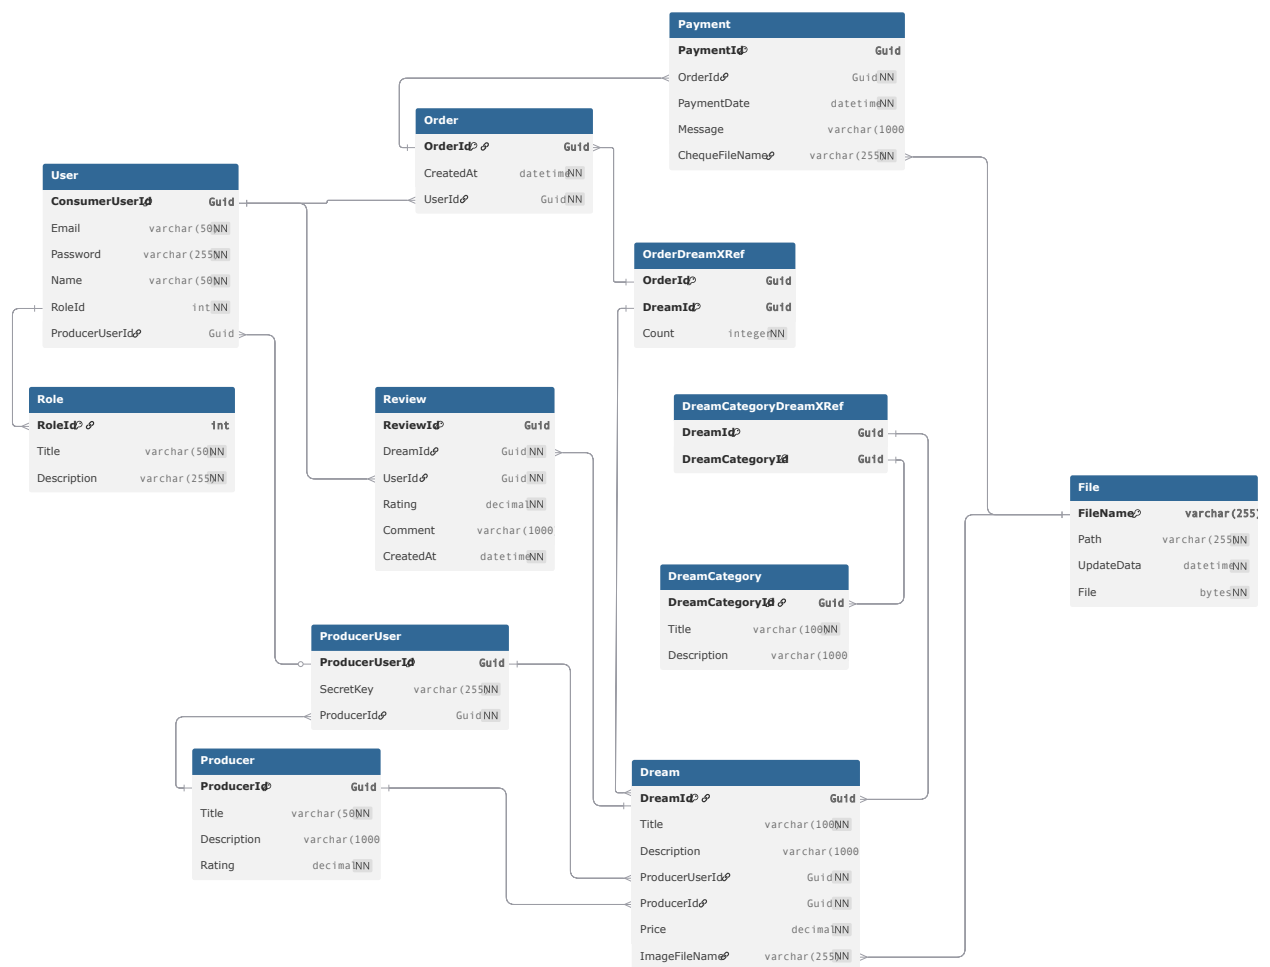 Payment
PaymentId Guid
OrderId Guid NN
PaymentDate datetime NN
Message varchar(1000
ChequeFileName varchar(255) NN
Order
OrderId Guid
CreatedAt datetime NN
UserId Guid NN
User
ConsumerUserId Guid
Email varchar(50) NN
Password varchar(255) NN
Name varchar(50) NN
RoleId int NN
ProducerUserId Guid
OrderDreamXRef
OrderId Guid
DreamId Guid
Count integer NN
Role
RoleId int
Title varchar(50) NN
Description varchar(255) NN
Review
ReviewId Guid
DreamId Guid NN
UserId Guid NN
Rating decimal NN
Comment varchar(1000
CreatedAt datetime NN
DreamCategoryDreamXRef
DreamId Guid
DreamCategoryId Guid
File
FileName varchar(255)
Path varchar(255) NN
UpdateData datetime NN
File bytes NN
DreamCategory
DreamCategoryId Guid
Title varchar(100) NN
Description varchar(1000
ProducerUser
ProducerUserId Guid
SecretKey varchar(255) NN
ProducerId Guid NN
Producer
ProducerId Guid
Title varchar(50) NN
Description varchar(1000
Rating decimal NN
Dream
DreamId Guid
Title varchar(100) NN
Description varchar(1000
ProducerUserId Guid NN
ProducerId Guid NN
Price decimal NN
ImageFileName varchar(255) NN